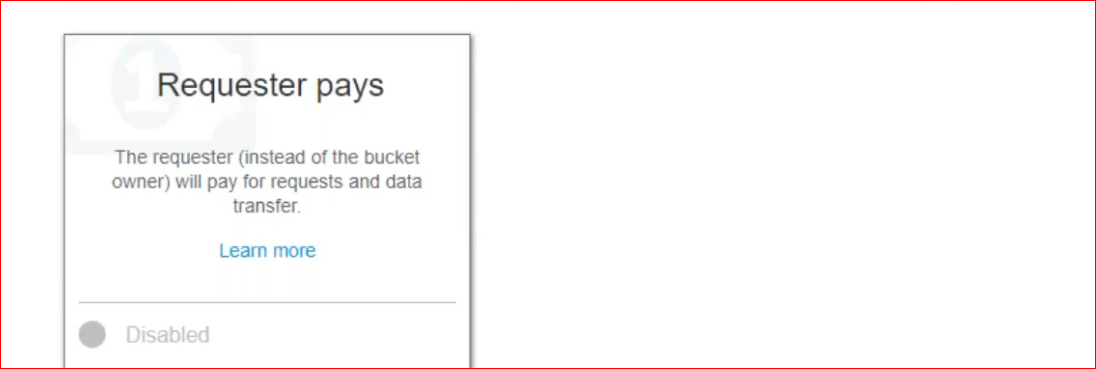 Requester pays
The requester (instead of the bucket
owner) will pay for requests and data
transfer.
Learn more
Disabled